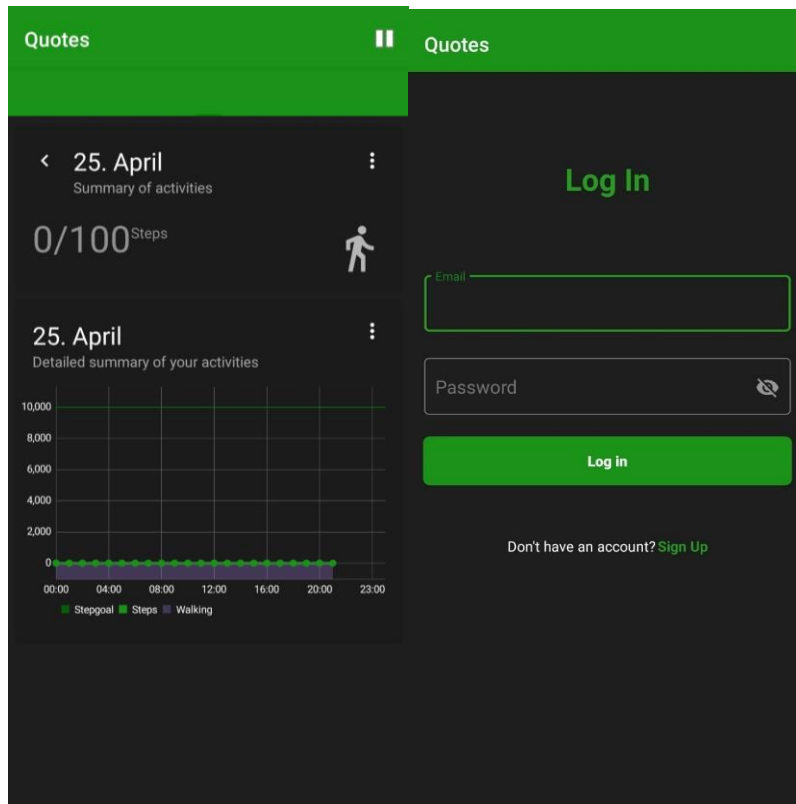 Quotes
25. April
Summary of activities
0/100 Steps
25. April
Detailed summary of your activities
10,000
8,000
6,000
4,000
2,000
0
00:00 04:00 08:00 12:00 16:00 20:00 23:00
Stepgoal Steps Walking
Quotes
Log In
Email
Password
Log in
Don't have an account? Sign Up